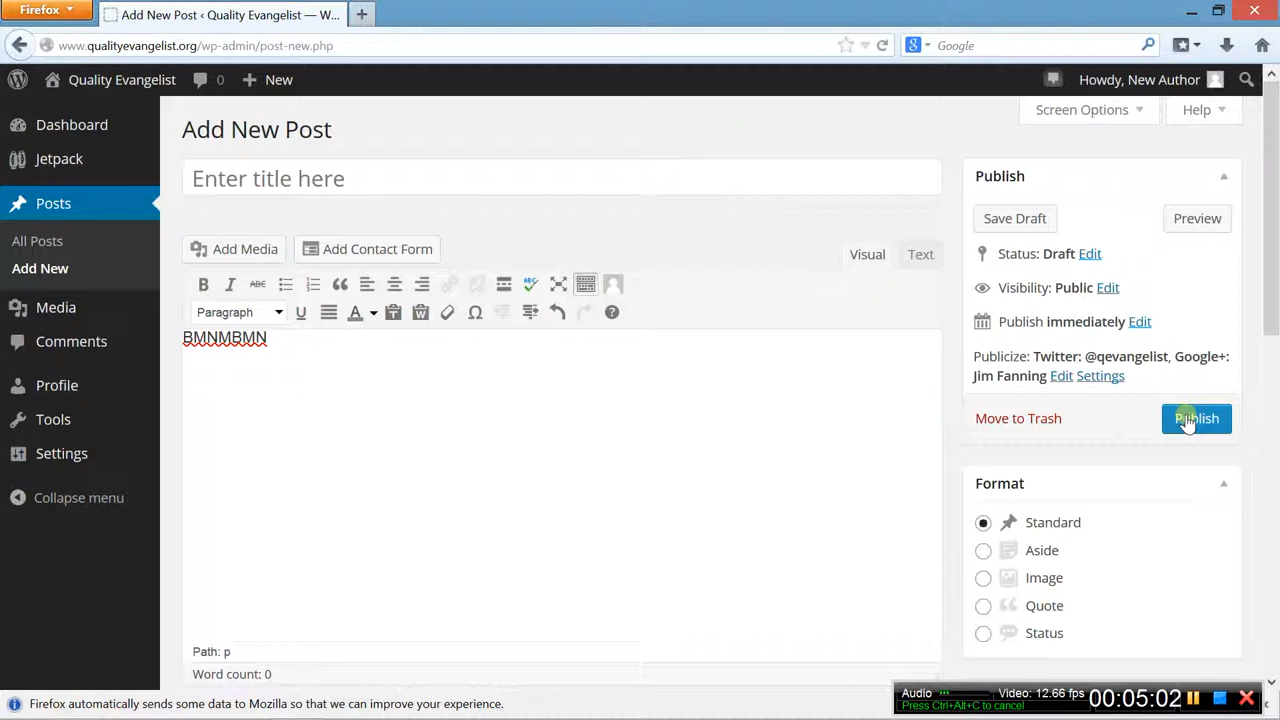 Firefox
Add New Post ‹ Quality Evangelist — W...
www.qualityevangelist.org/wp-admin/post-new.php
Google
Quality Evangelist 0 New
Howdy, New Author
Dashboard
Jetpack
Posts
All Posts
Add New
Media
Comments
Profile
Tools
Settings
Collapse menu
Screen Options
Help
Add New Post
Enter title here
Add Media
Add Contact Form
Visual
Text
B I ABC
Paragraph U A
BMNMBMN
Path: p
Word count: 0
Publish
Save Draft
Preview
Status: Draft Edit
Visibility: Public Edit
Publish immediately Edit
Publicize: Twitter: @qevangelist, Google+:
Jim Fanning Edit Settings
Move to Trash
Publish
Format
Standard
Aside
Image
Quote
Status
Firefox automatically sends some data to Mozilla so that we can improve your experience.
Audio
Video: 12.66 fps
00:05:02
Press Ctrl+Alt+C to cancel